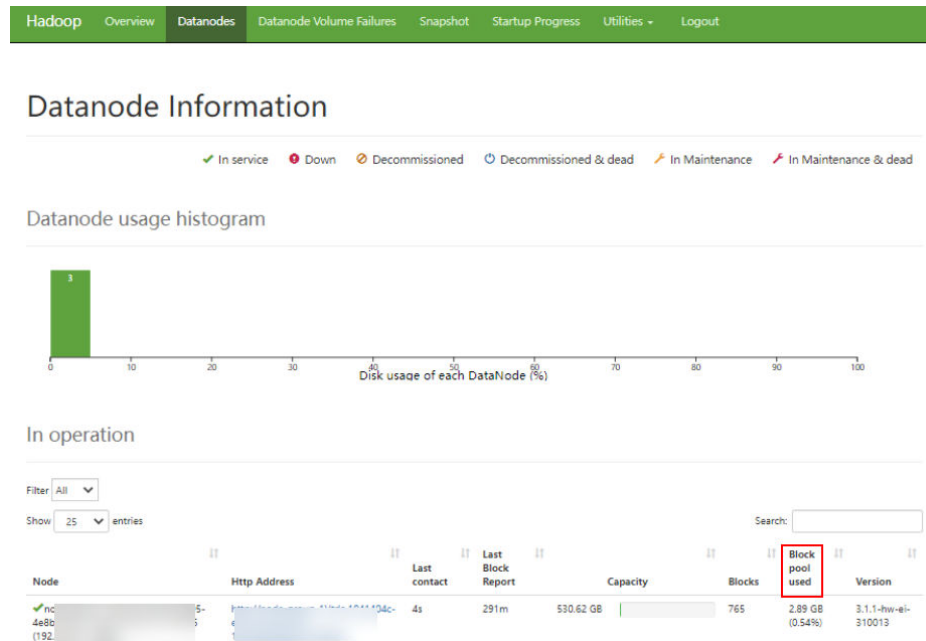 Hadoop Overview Datanodes Datanode Volume Failures Snapshot Startup Progress Utilities Logout
Datanode Information
In service Down Decommissioned Decommissioned & dead In Maintenance In Maintenance & dead
Datanode usage histogram
3
0 10 20 30 40 50 60 70 80 90 100
Disk usage of each DataNode (%)
In operation
Filter All
Show 25 entries Search:
Node Http Address Last contact Last Block Report Capacity Blocks Block pool used Version
4s 291m 530.62 GB 765 2.89 GB (0.54%) 3.1.1-hw-ei-310013
4e8b
(192.